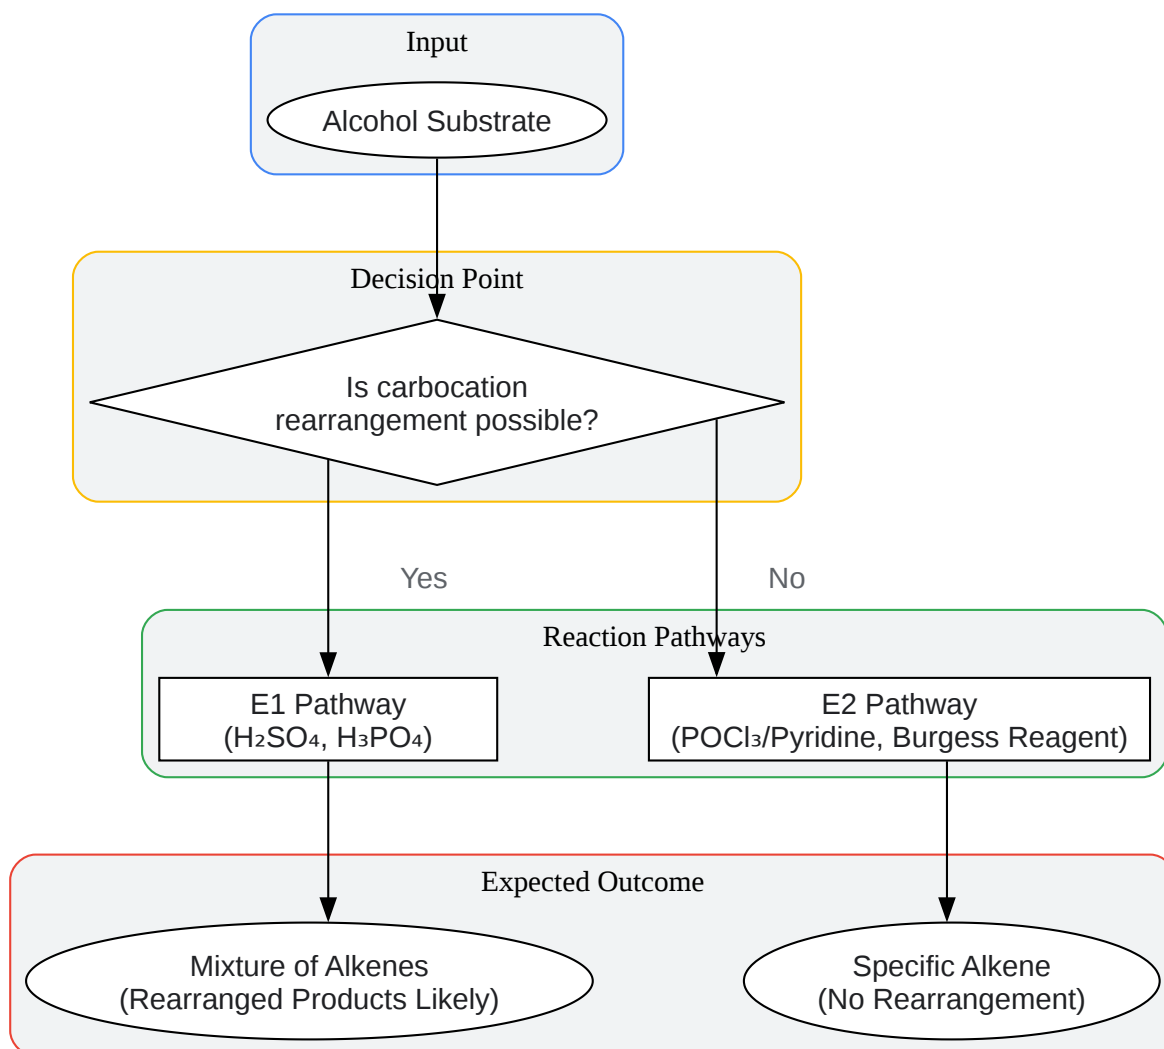 Input
Alcohol Substrate
Decision Point
Is carbocation
rearrangement possible?
Yes
No
Reaction Pathways
E1 Pathway
(H₂SO₄, H₃PO₄)
E2 Pathway
(POCl₃/Pyridine, Burgess Reagent)
Expected Outcome
Mixture of Alkenes
(Rearranged Products Likely)
Specific Alkene
(No Rearrangement)